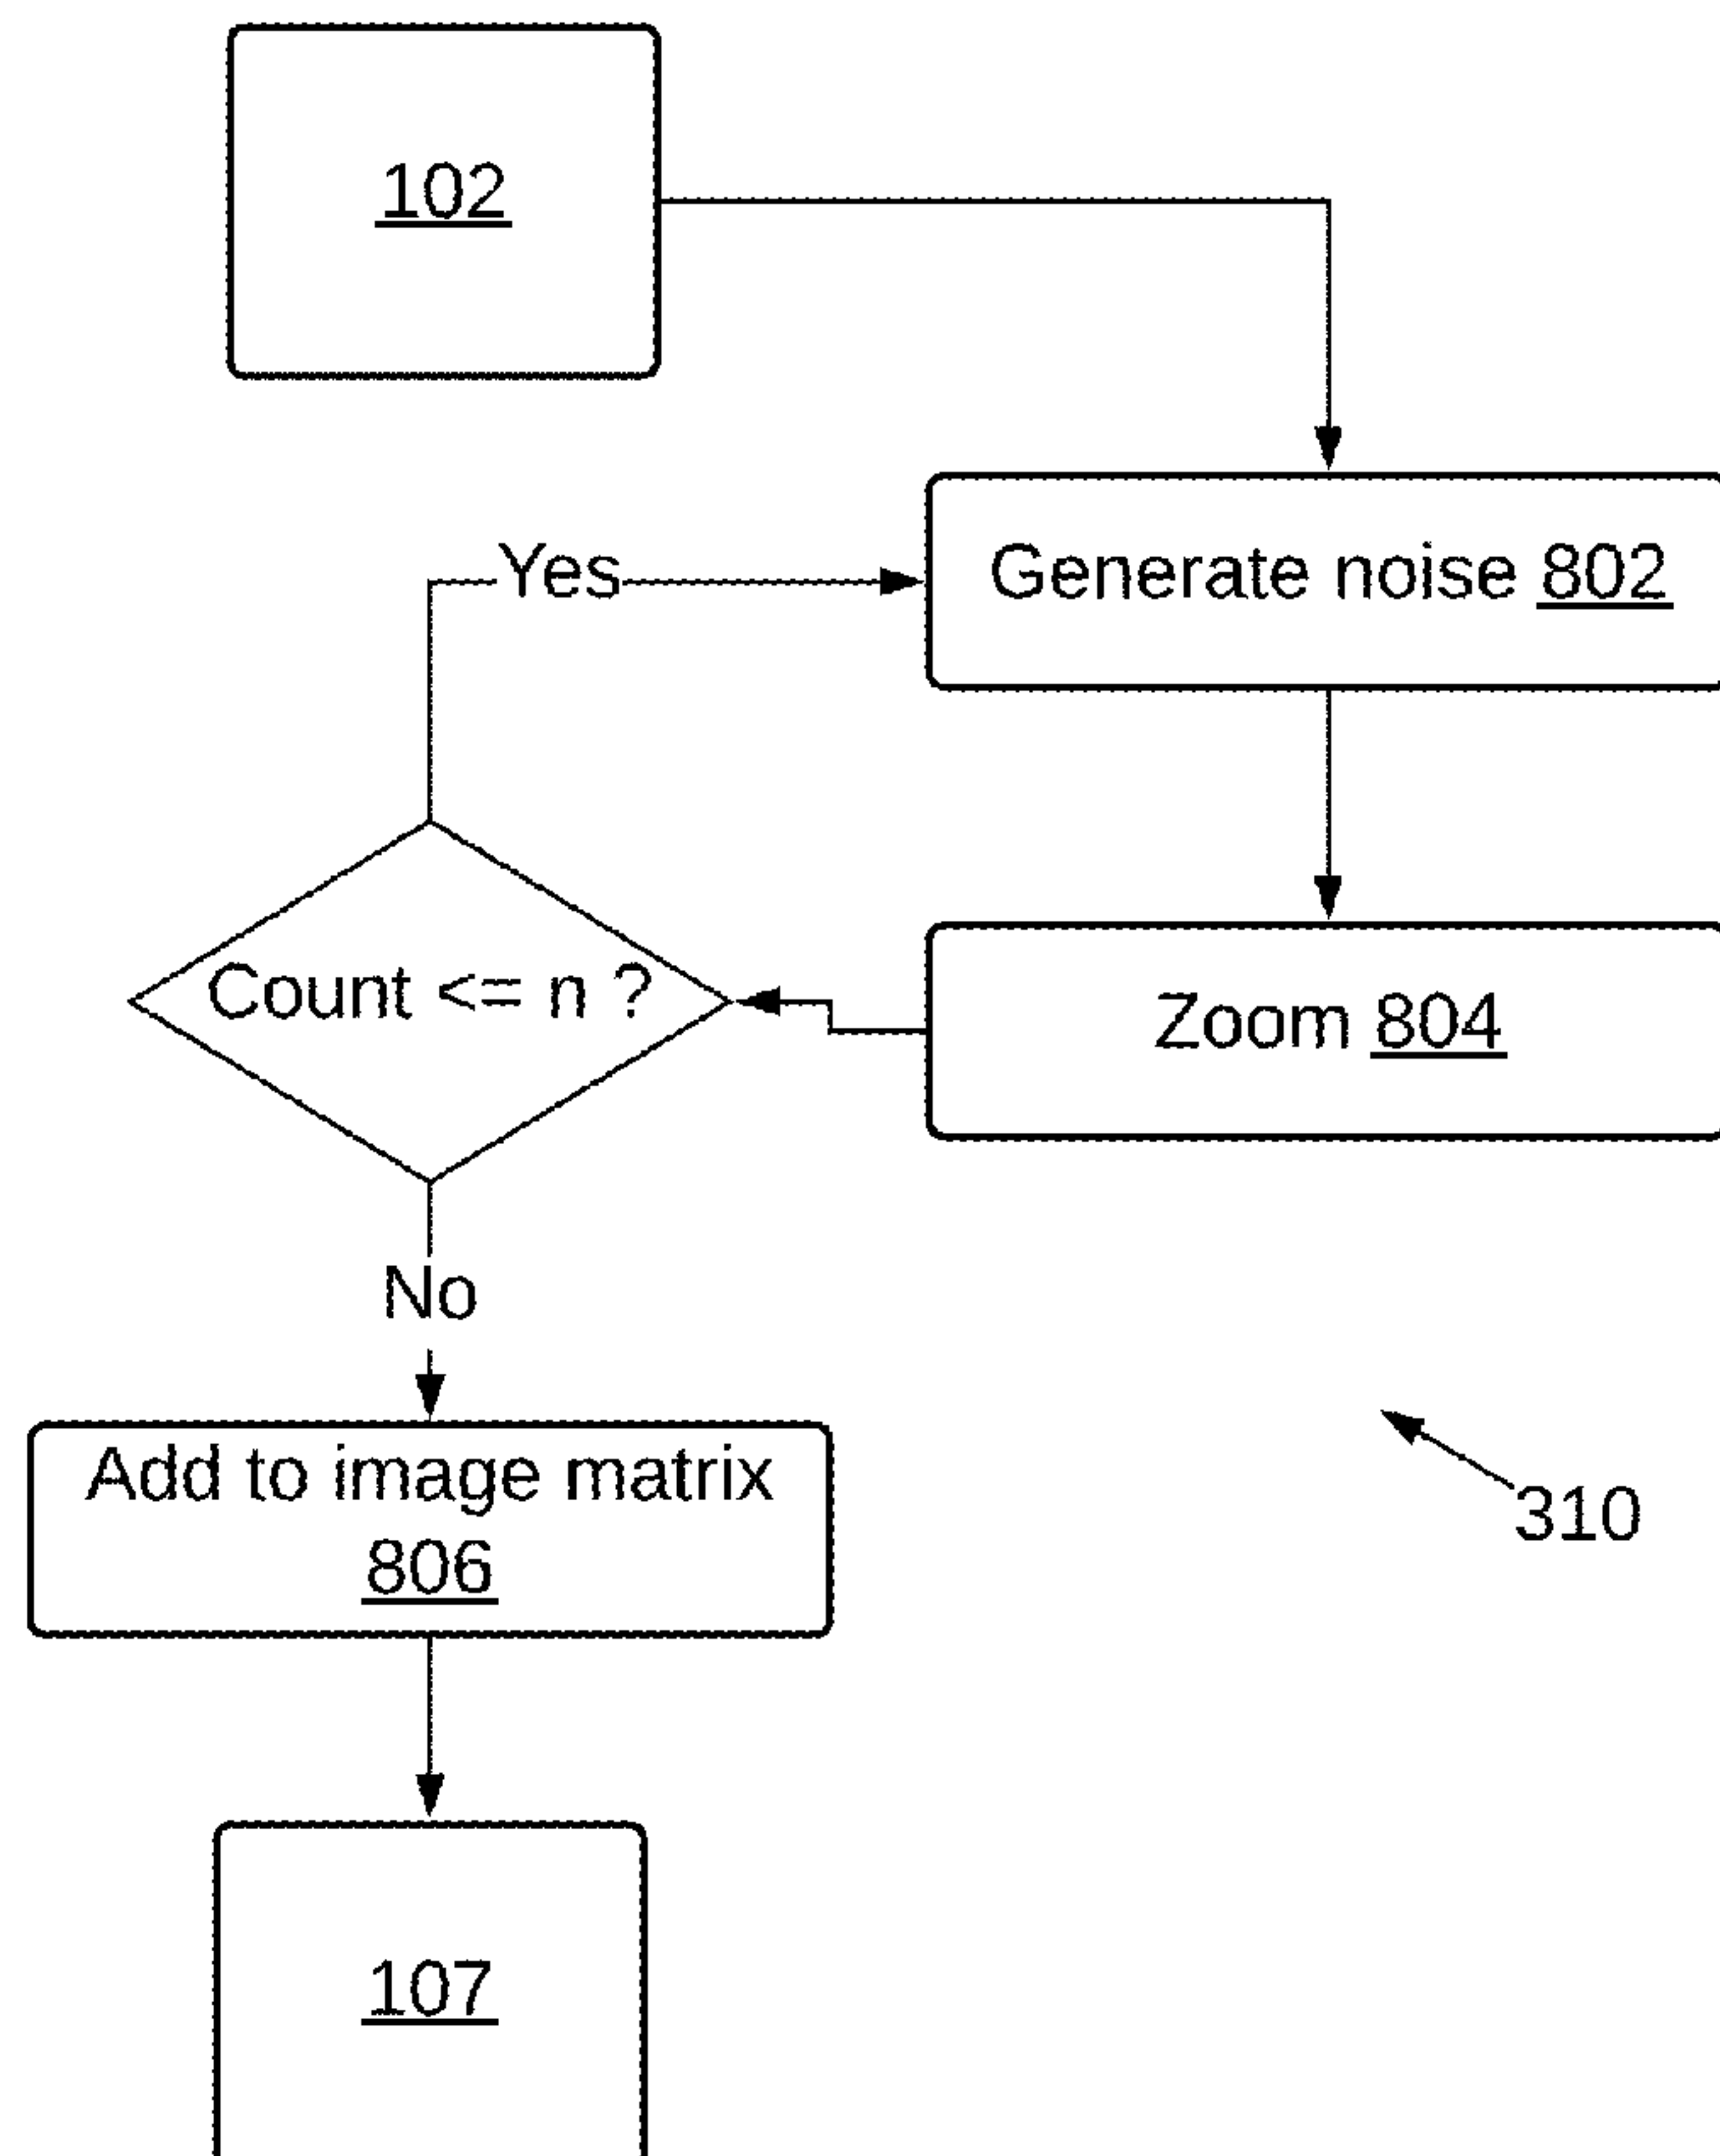 102
Yes
Generate noise 802
Count <= n ?
Zoom 804
No
Add to image matrix
806
310
107